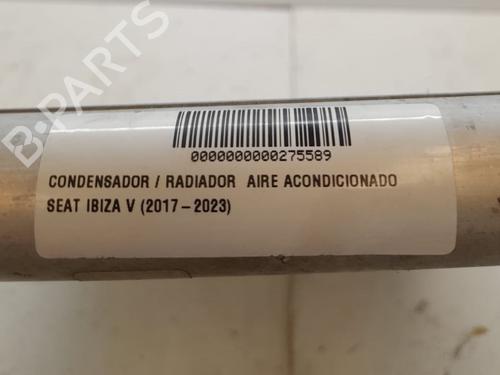 B-PARTS
0000000000275589
CONDENSADOR / RADIADOR AIRE ACONDICIONADO
SEAT IBIZA V (2017-2023)